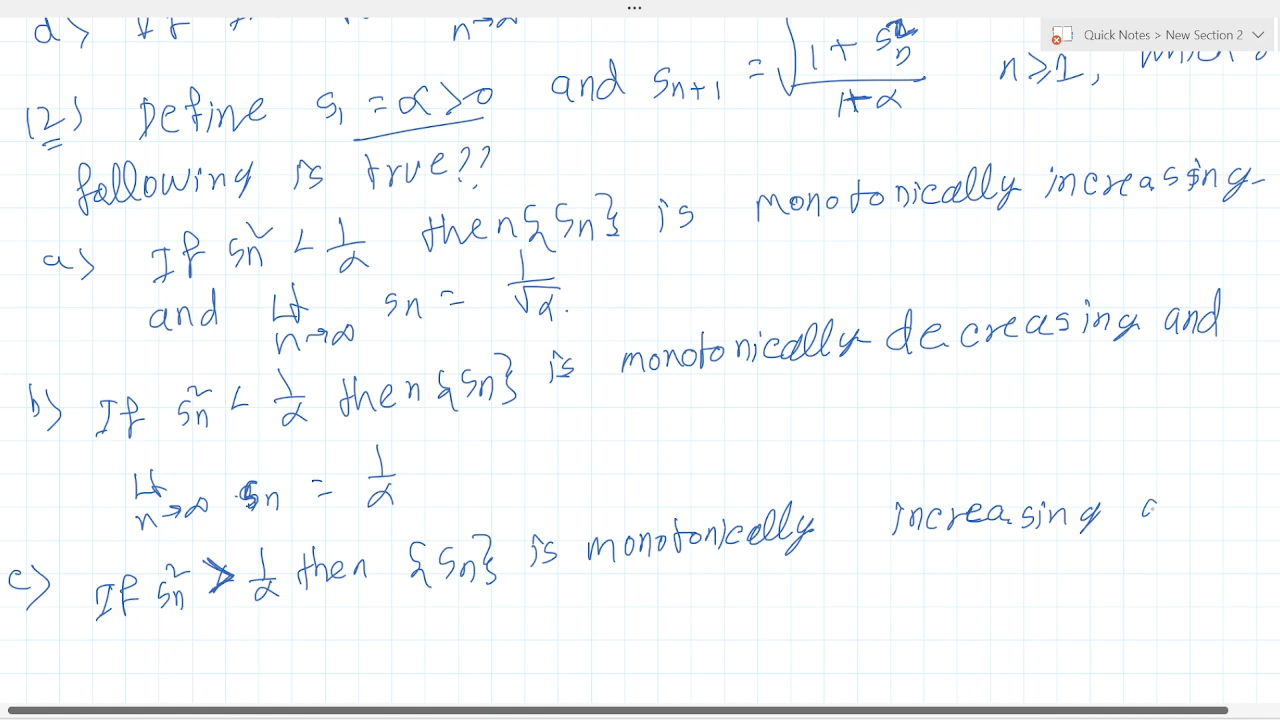 ...
Quick Notes > New Section 2
d) If n→∞
12) Define s₁ = α>0 and sₙ₊₁ = √(1 + sₙ²/1+α) n≥1,
following is true??
a) If sₙ² < 1/α then {sₙ} is monotonically increasing
and Lt n→∞ sₙ = 1/√α.
b) If sₙ² < 1/α then {sₙ} is monotonically decreasing and
Lt n→∞ sₙ = 1/α
c) If sₙ² > 1/α then {sₙ} is monotonically increasing